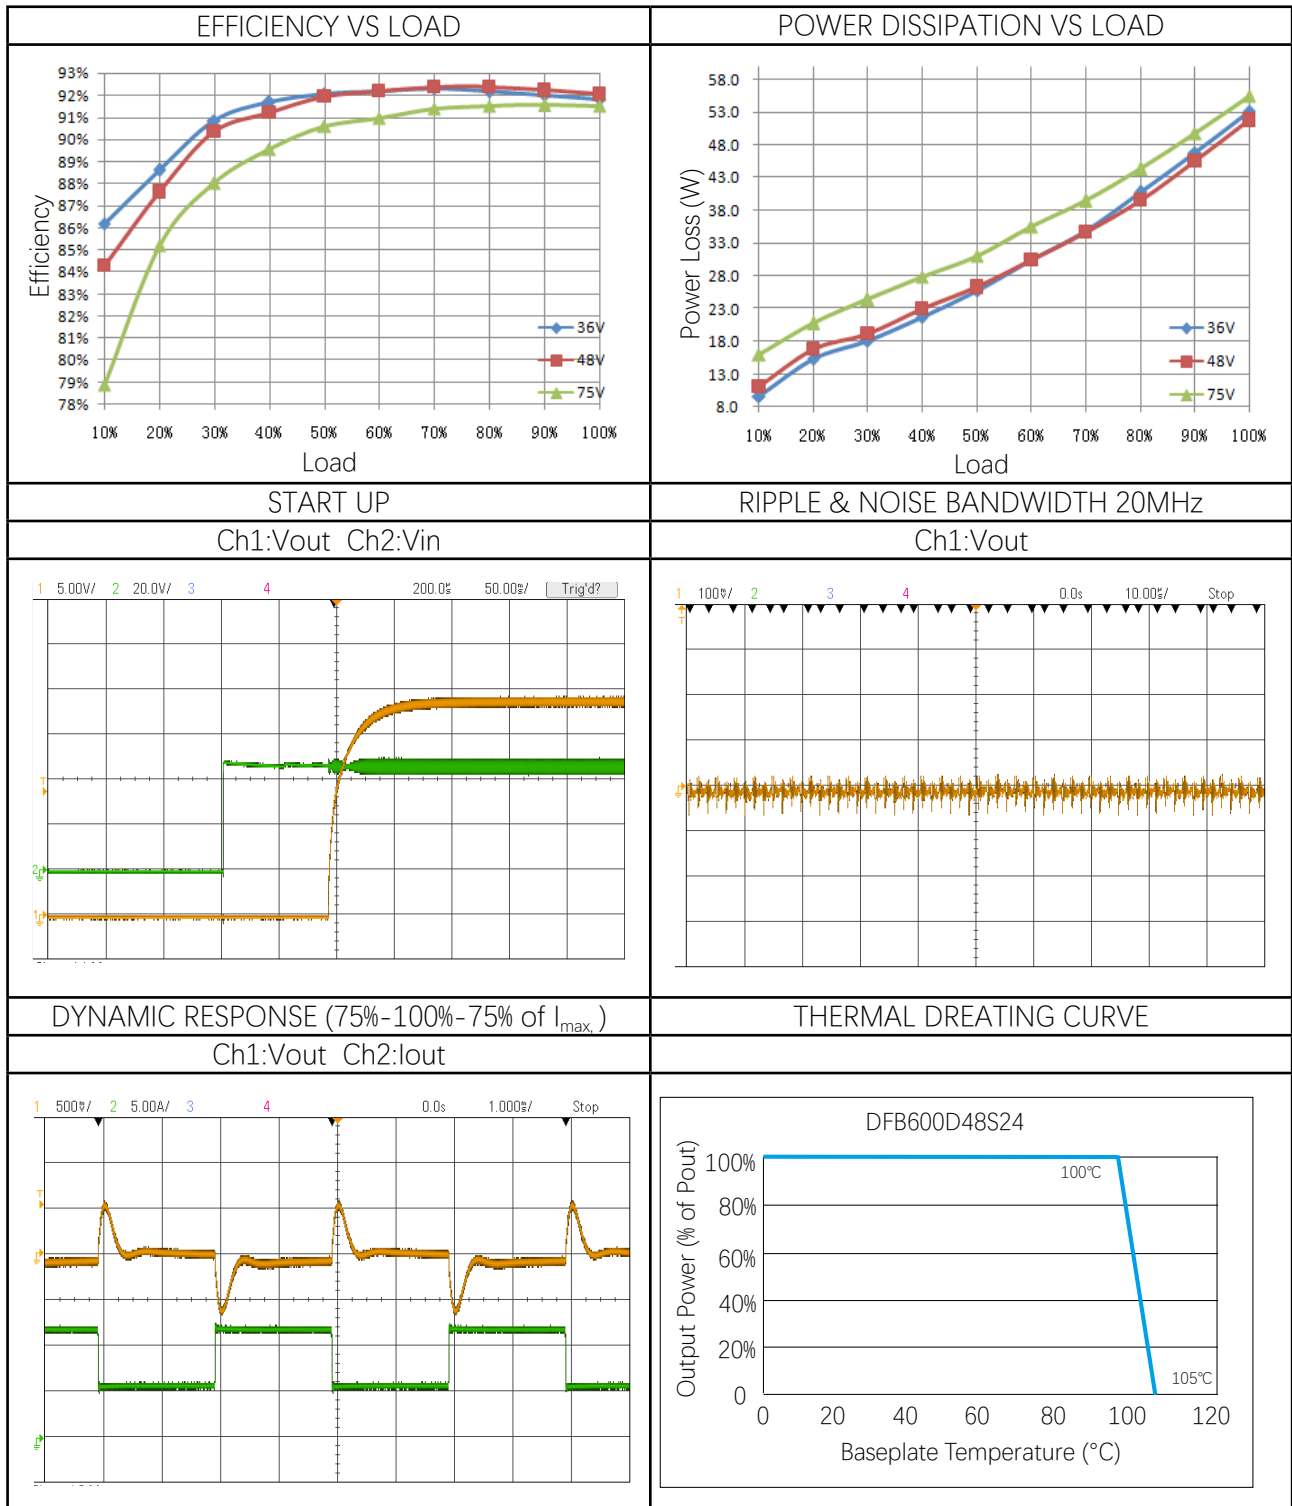 EFFICIENCY VS LOAD
93%
92%
91%
90%
89%
88%
87%
86%
85%
84%
83%
82%
81%
80%
79%
78%
Efficiency
36V
48V
75V
10% 20% 30% 40% 50% 60% 70% 80% 90% 100%
Load
POWER DISSIPATION VS LOAD
58.0
53.0
48.0
43.0
38.0
33.0
28.0
23.0
18.0
13.0
8.0
Power Loss (W)
36V
48V
75V
10% 20% 30% 40% 50% 60% 70% 80% 90% 100%
Load
START UP
Ch1:Vout Ch2:Vin
1 5.00V/ 2 20.0V/ 3 4 200.0㎲ 50.00㎳/ Trig'd?
T
2
1
RIPPLE & NOISE BANDWIDTH 20MHz
Ch1:Vout
1 100㎷/ 2 3 4 0.0s 10.00㎲/ Stop
T
DYNAMIC RESPONSE (75%-100%-75% of Imax, )
Ch1:Vout Ch2:Iout
1 500㎷/ 2 5.00A/ 3 4 0.0s 1.000㎳/ Stop
T
THERMAL DREATING CURVE
DFB600D48S24
100%
80%
60%
40%
20%
0
Output Power (% of Pout)
100℃
105℃
0 20 40 60 80 100 120
Baseplate Temperature (°C)